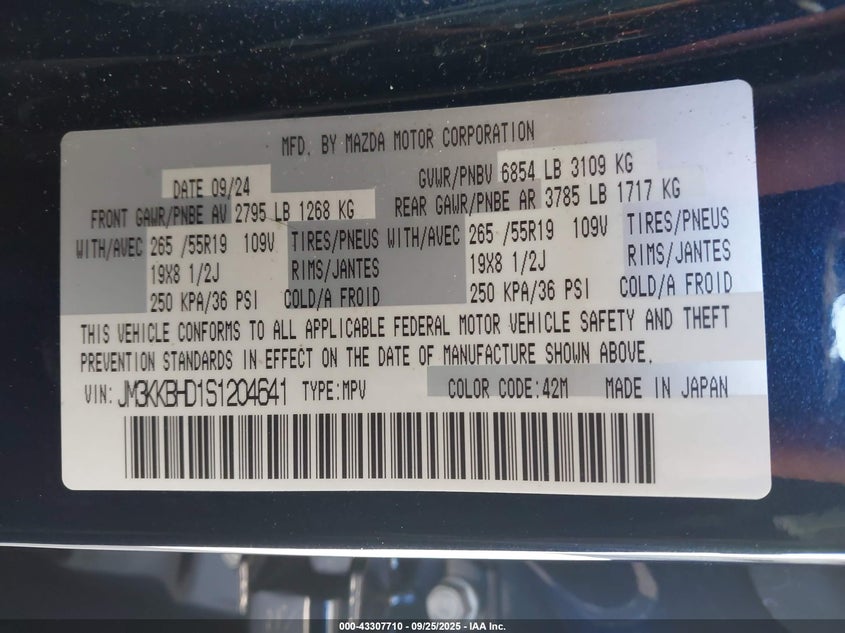 MFD. BY MAZDA MOTOR CORPORATION
DATE 09/24
GVWR/PNBV 6854 LB 3109 KG
FRONT GAWR/PNBE AV 2795 LB 1268 KG
REAR GAWR/PNBE AR 3785 LB 1717 KG
WITH/AVEC 265 /55R19 109V TIRES/PNEUS WITH/AVEC 265 /55R19 109V TIRES/PNEUS
19X8 1/2J RIMS/JANTES 19X8 1/2J RIMS/JANTES
250 KPA/36 PSI COLD/A FROID 250 KPA/36 PSI COLD/A FROID
THIS VEHICLE CONFORMS TO ALL APPLICABLE FEDERAL MOTOR VEHICLE SAFETY AND THEFT
PREVENTION STANDARDS IN EFFECT ON THE DATE OF MANUFACTURE SHOWN ABOVE.
VIN: JM3KKBHD1S1204641 TYPE:MPV COLOR CODE:42M MADE IN JAPAN
000-43307710 - 09/25/2025 - IAA Inc.